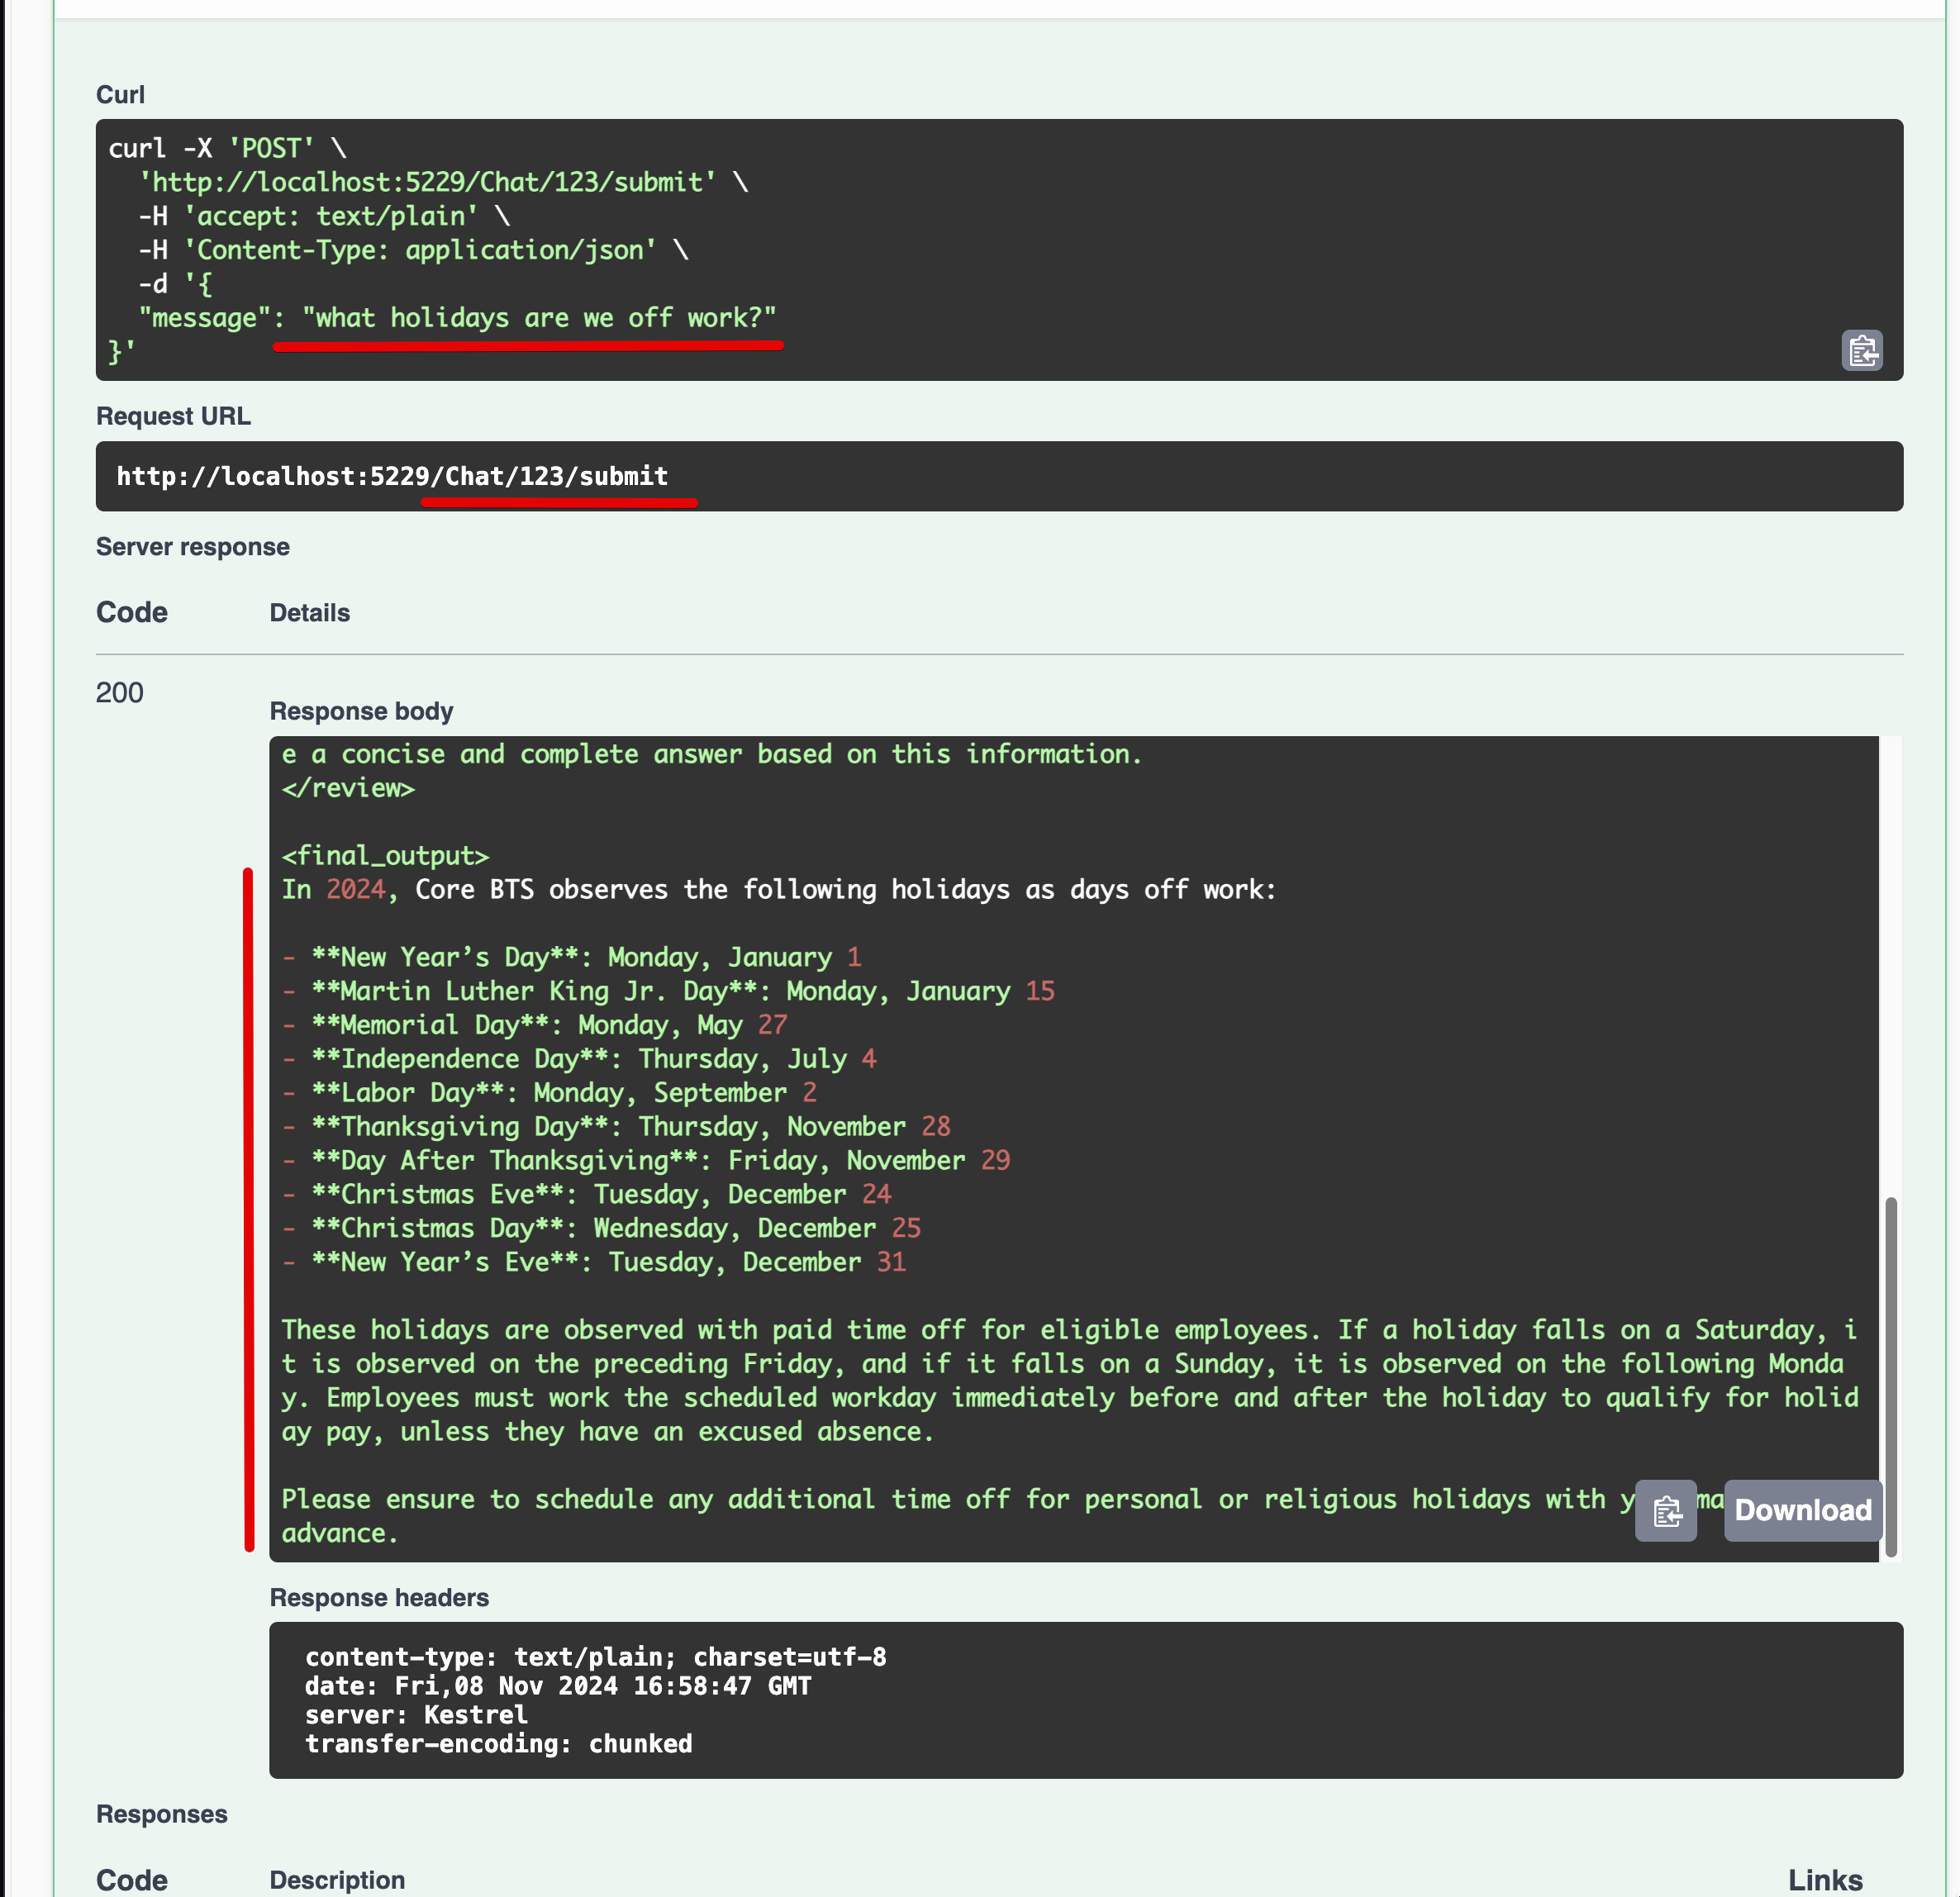 Curl
curl -X 'POST' \
'http://localhost:5229/Chat/123/submit' \
-H 'accept: text/plain' \
-H 'Content-Type: application/json' \
-d '{
"message": "what holidays are we off work?"
}'
Request URL
http://localhost:5229/Chat/123/submit
Server response
Code Details
200
Response body
e a concise and complete answer based on this information.
</review>
<final_output>
In 2024, Core BTS observes the following holidays as days off work:
- **New Year’s Day**: Monday, January 1
- **Martin Luther King Jr. Day**: Monday, January 15
- **Memorial Day**: Monday, May 27
- **Independence Day**: Thursday, July 4
- **Labor Day**: Monday, September 2
- **Thanksgiving Day**: Thursday, November 28
- **Day After Thanksgiving**: Friday, November 29
- **Christmas Eve**: Tuesday, December 24
- **Christmas Day**: Wednesday, December 25
- **New Year’s Eve**: Tuesday, December 31
These holidays are observed with paid time off for eligible employees. If a holiday falls on a Saturday, i
t is observed on the preceding Friday, and if it falls on a Sunday, it is observed on the following Monda
y. Employees must work the scheduled workday immediately before and after the holiday to qualify for holid
ay pay, unless they have an excused absence.
Please ensure to schedule any additional time off for personal or religious holidays with
advance.
Download
Response headers
content-type: text/plain; charset=utf-8
date: Fri,08 Nov 2024 16:58:47 GMT
server: Kestrel
transfer-encoding: chunked
Responses
Code Description Links